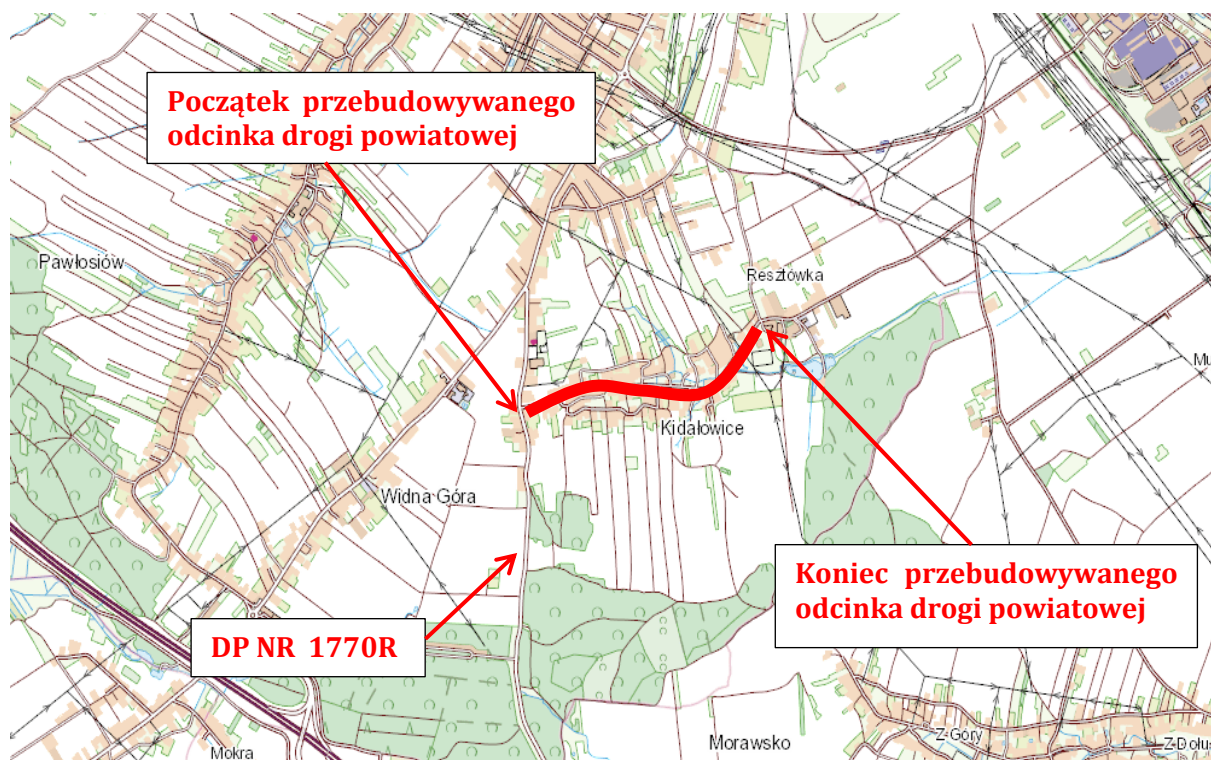 Początek przebudowywanego
odcinka drogi powiatowej
Pawłosiów
Resztówka
Kidałowice
Widna Góra
Koniec przebudowywanego
odcinka drogi powiatowej
DP NR 1770R
Mokra
Morawsko
Z Góry